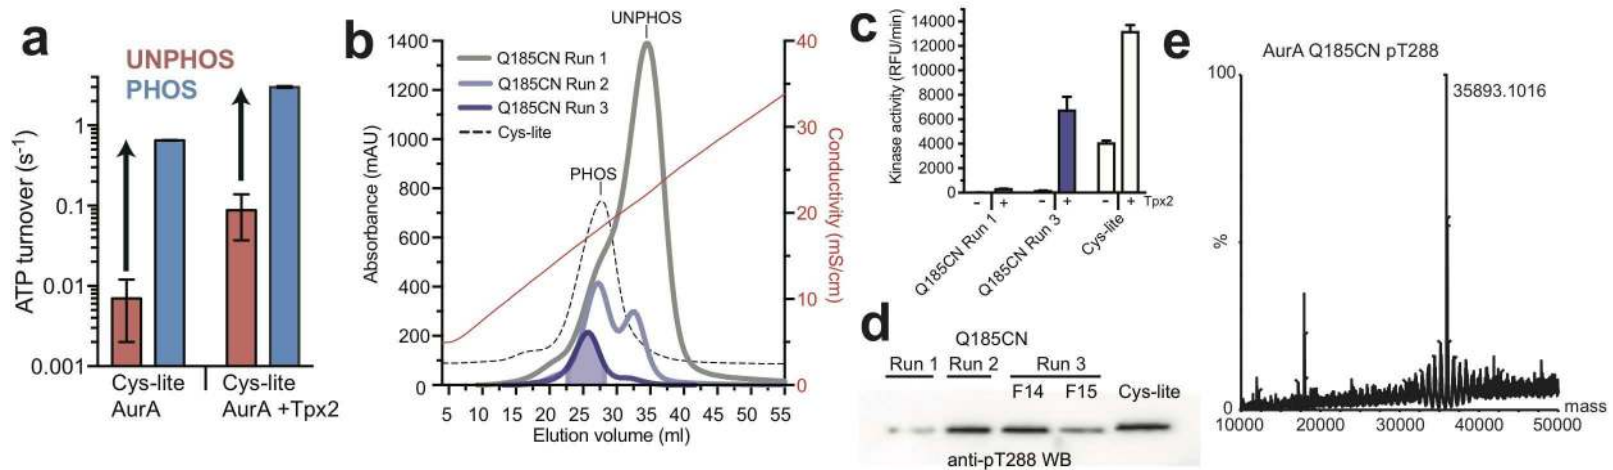 a
UNPHOS
PHOS
ATP turnover (s⁻¹)
1
0.1
0.01
0.001
Cys-lite
AurA
Cys-lite
AurA +Tpx2
b
UNPHOS
Q185CN Run 1
Q185CN Run 2
Q185CN Run 3
Cys-lite
PHOS
Absorbance (mAU)
1400
1200
1000
800
600
400
200
0
Conductivity (mS/cm)
40
30
20
10
0
5 10 15 20 25 30 35 40 45 50 55
Elution volume (ml)
c
Kinase activity (RFU/min)
14000
12000
10000
8000
6000
4000
2000
0
- + - + - + Tpx2
Q185CN Run 1
Q185CN Run 3
Cys-lite
d
Q185CN
Run 1 Run 2 Run 3
F14 F15 Cys-lite
anti-pT288 WB
e
AurA Q185CN pT288
100
35893.1016
%
0
mass
10000 20000 30000 40000 50000